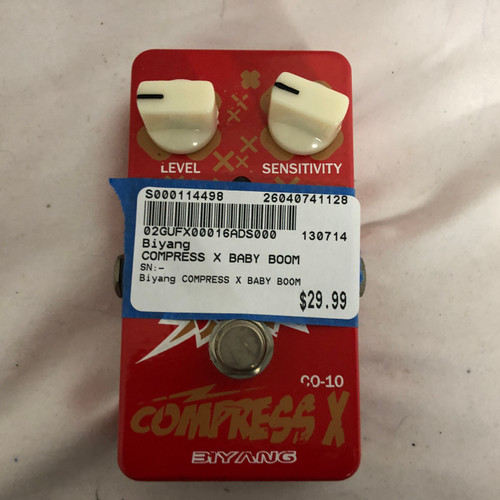 LEVEL SENSITIVITY
S000114498 26040741128
02GUFX00016ADS000 130714
Biyang
COMPRESS X BABY BOOM
SN:-
Biyang COMPRESS X BABY BOOM
$29.99
CO-10
COMPRESS X
BIYANG